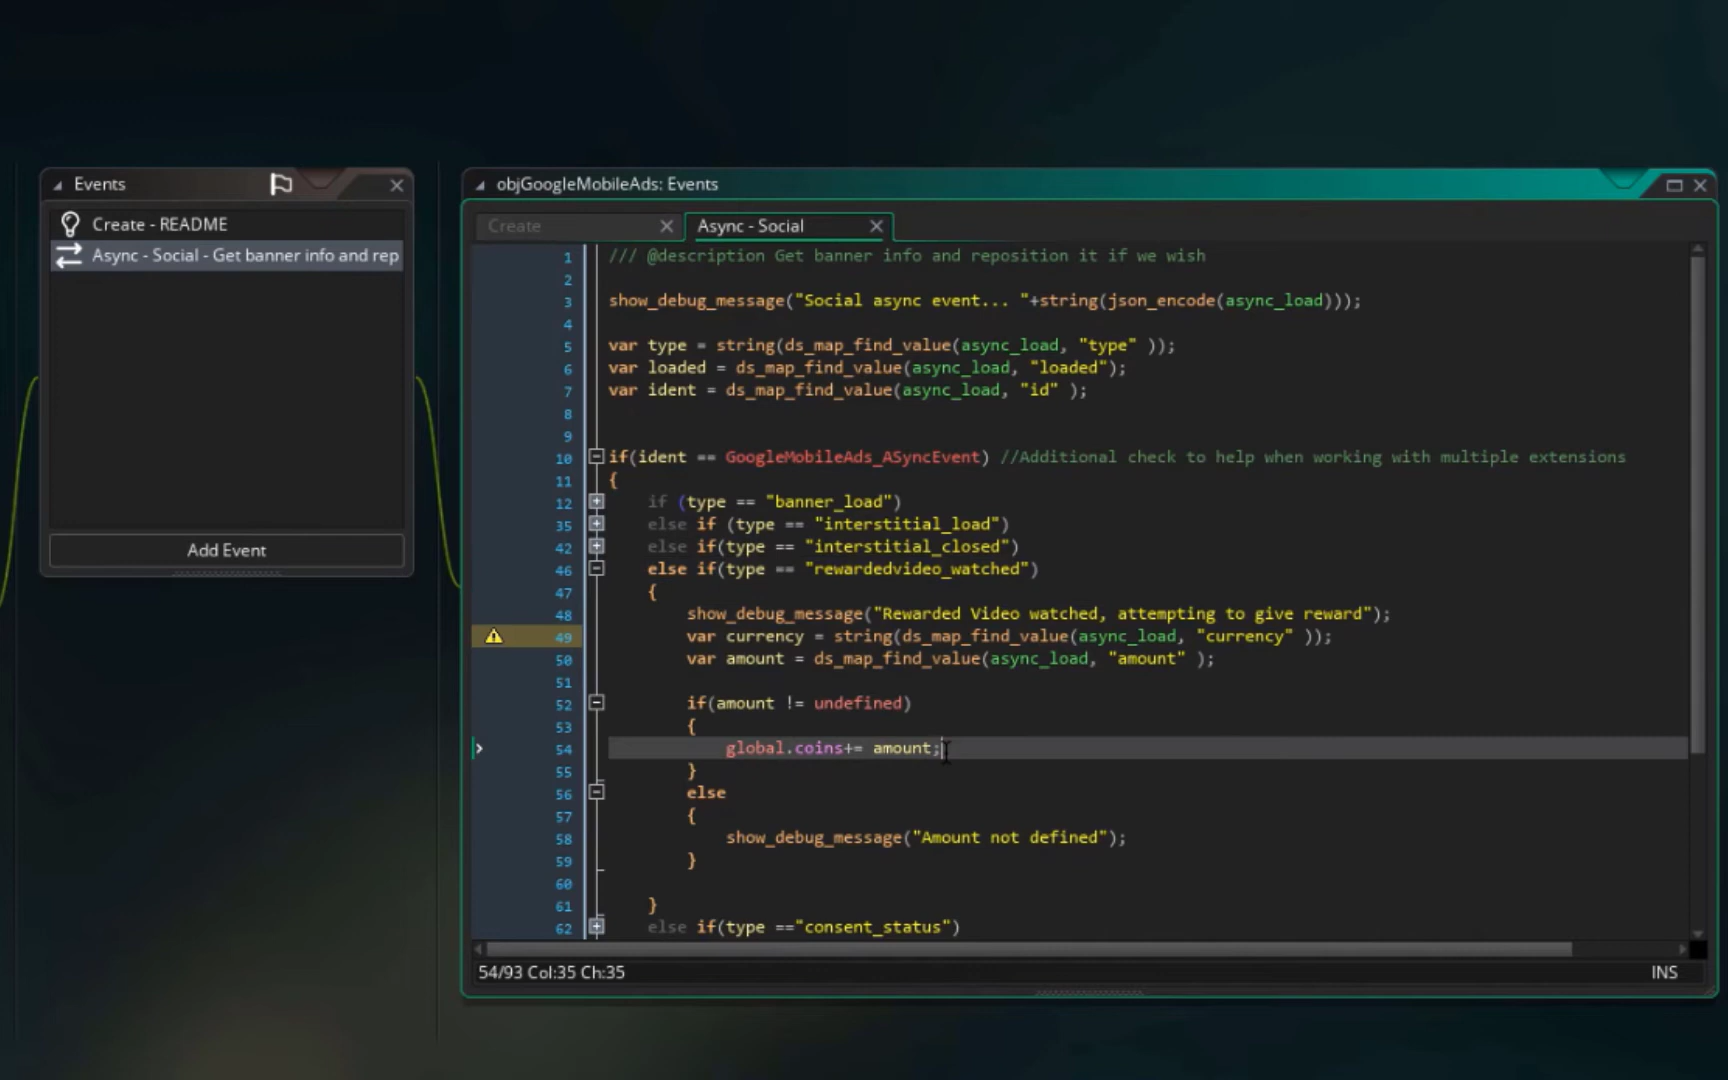 Events
Create - README
Async - Social - Get banner info and rep
Add Event
objGoogleMobileAds: Events
Create
Async - Social
1 /// @description Get banner info and reposition it if we wish
2
3 show_debug_message("Social async event... "+string(json_encode(async_load)));
4
5 var type = string(ds_map_find_value(async_load, "type" ));
6 var loaded = ds_map_find_value(async_load, "loaded");
7 var ident = ds_map_find_value(async_load, "id" );
8
9
10 if(ident == GoogleMobileAds_ASyncEvent) //Additional check to help when working with multiple extensions
11 {
12 if (type == "banner_load")
35 else if (type == "interstitial_load")
42 else if(type == "interstitial_closed")
46 else if(type == "rewardedvideo_watched")
47 {
48 show_debug_message("Rewarded Video watched, attempting to give reward");
49 var currency = string(ds_map_find_value(async_load, "currency" ));
50 var amount = ds_map_find_value(async_load, "amount" );
51
52 if(amount != undefined)
53 {
54 global.coins+= amount;
55 }
56 else
57 {
58 show_debug_message("Amount not defined");
59 }
60
61 }
62 else if(type =="consent_status")
54/93 Col:35 Ch:35
INS